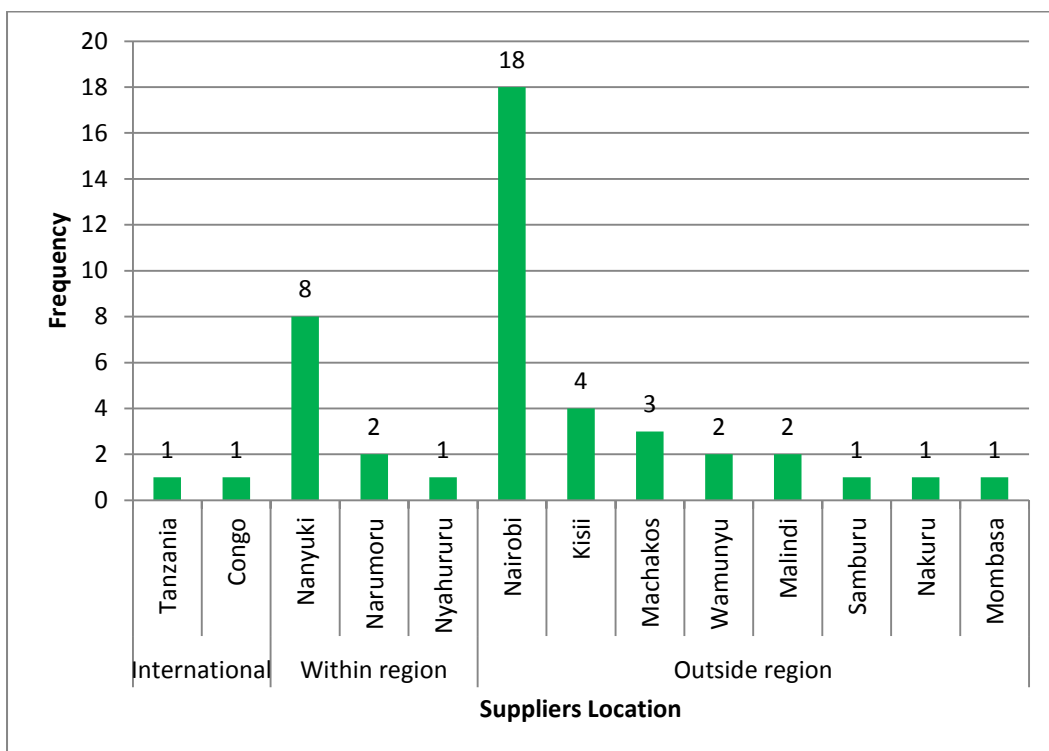 20
18
16
14
12
10
8
6
4
2
0
Frequency
1
1
8
2
1
18
4
3
2
2
1
1
1
Tanzania
Congo
Nanyuki
Narumoru
Nyahururu
Nairobi
Kisii
Machakos
Wamunyu
Malindi
Samburu
Nakuru
Mombasa
International
Within region
Outside region
Suppliers Location